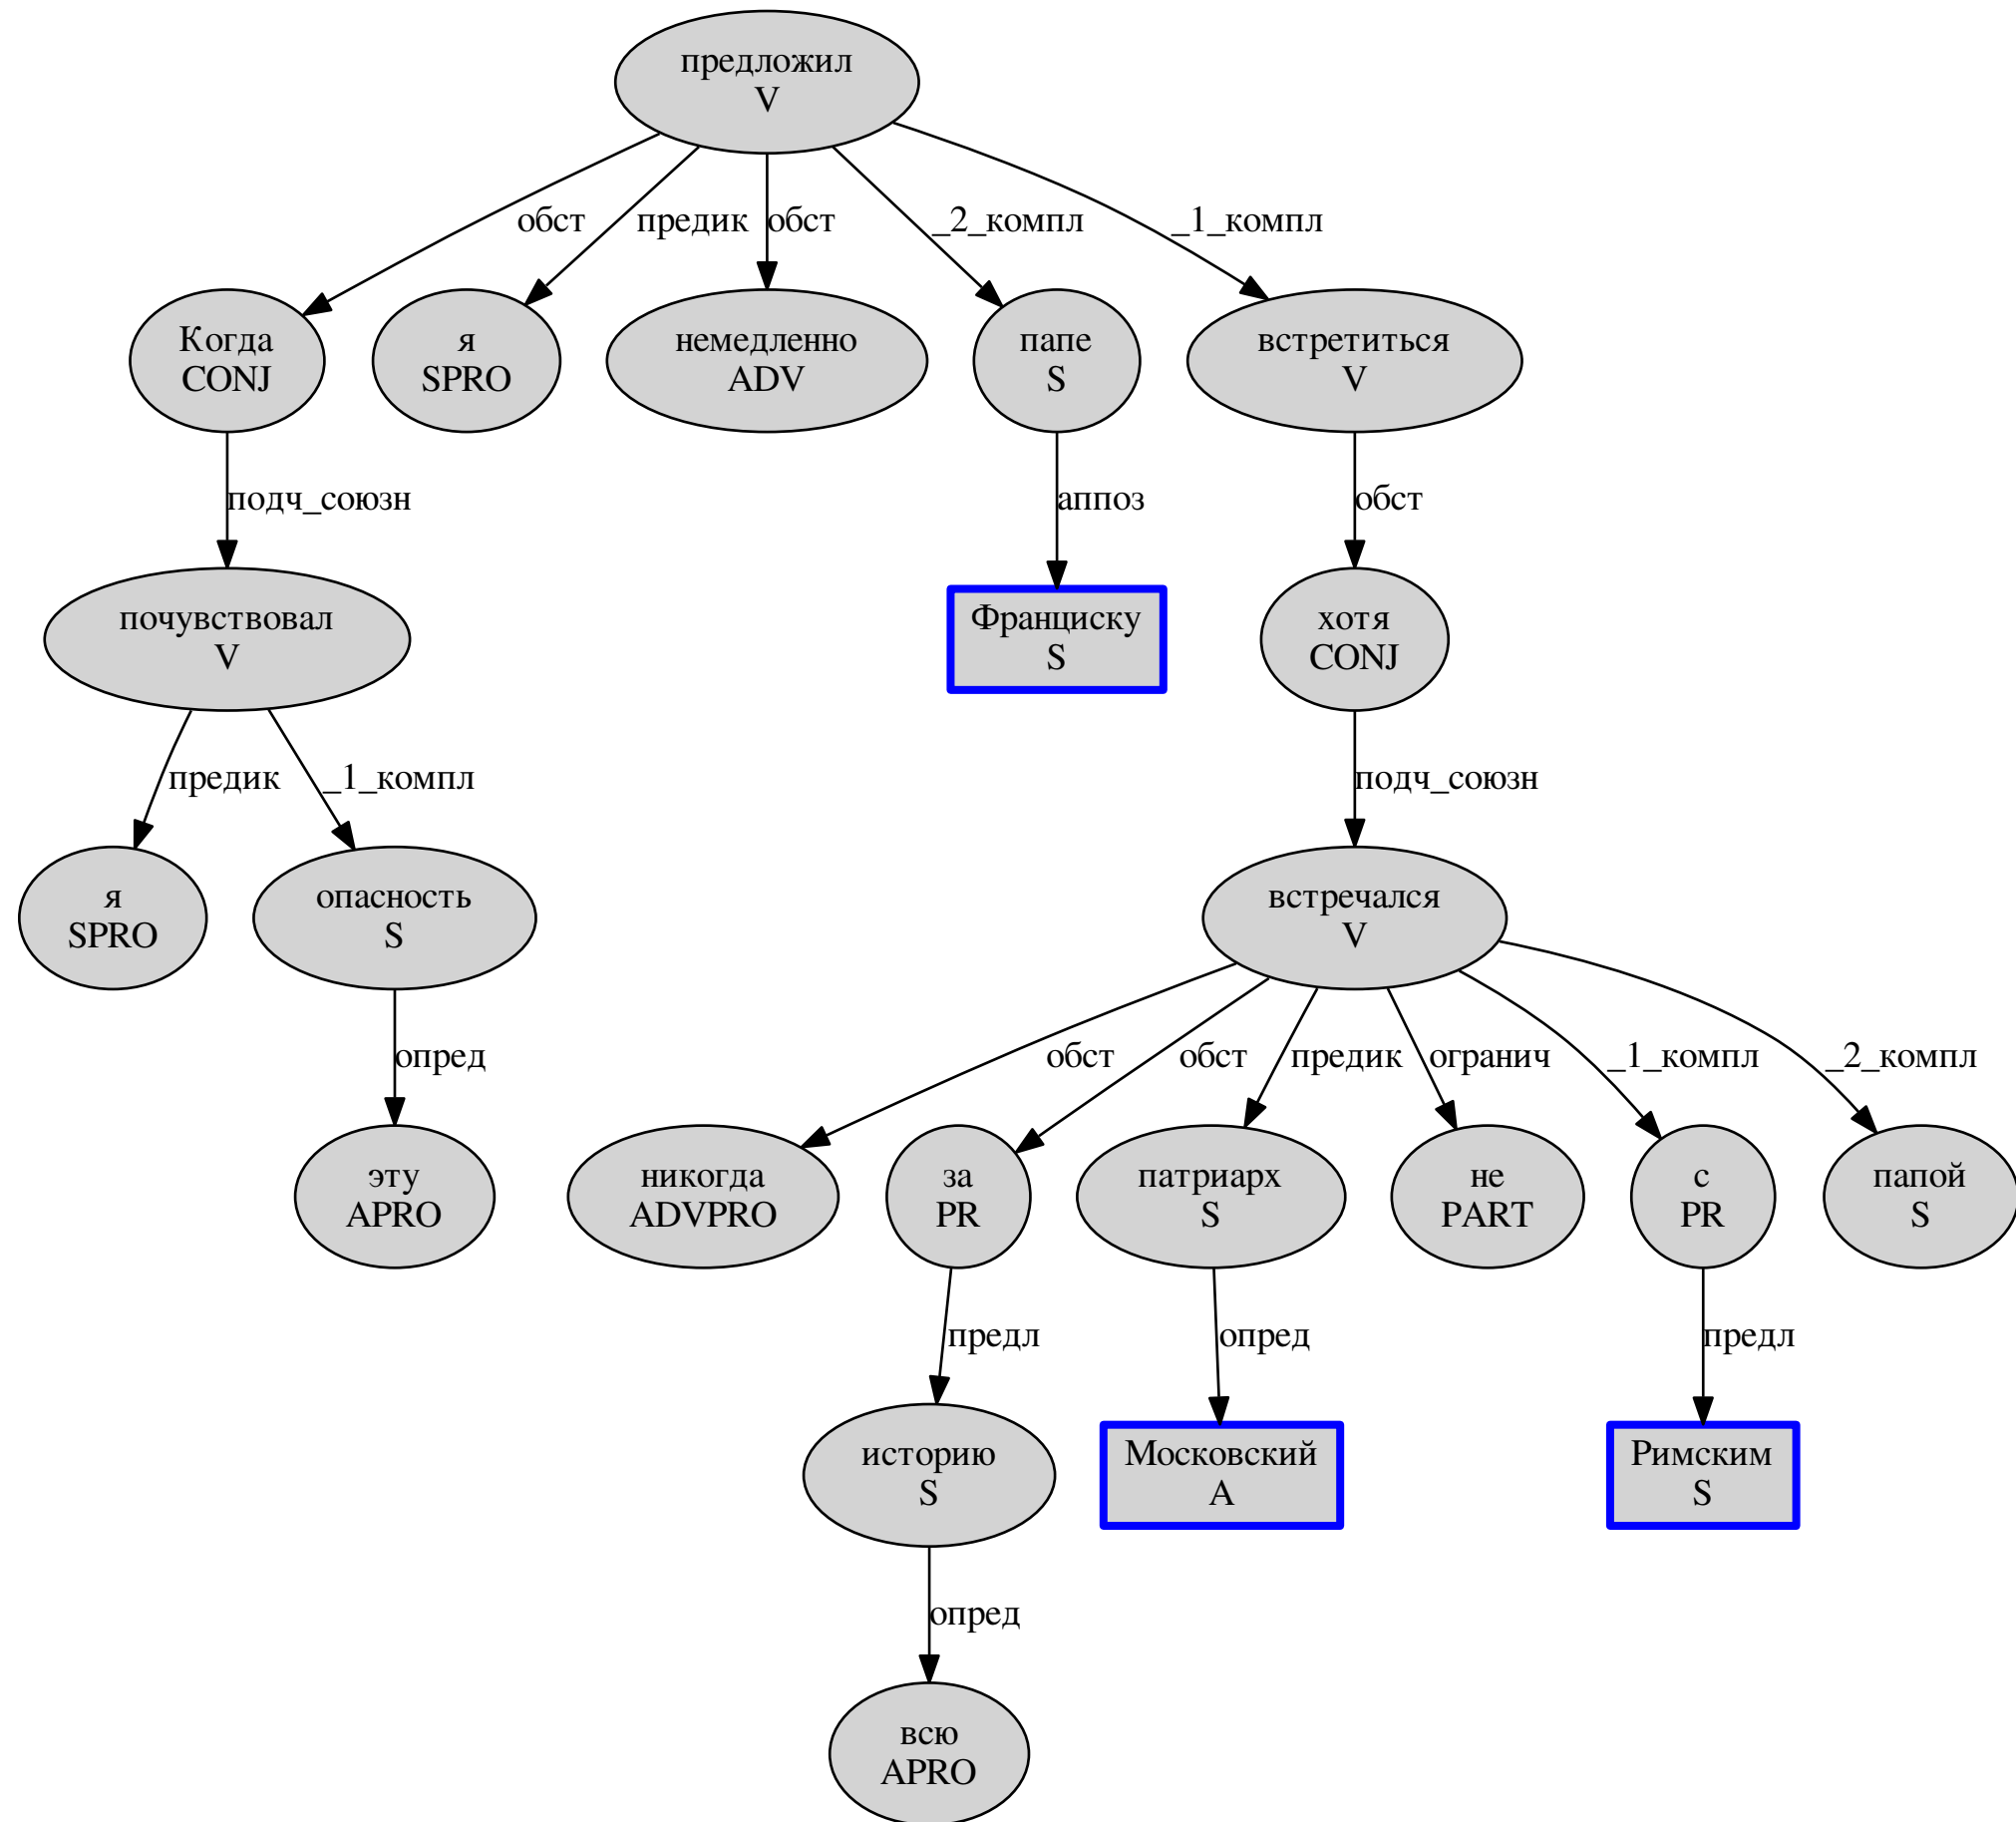 предложил
V
обст
предик
обст
_2_компл
_1_компл
Когда
CONJ
я
SPRO
немедленно
ADV
папе
S
встретиться
V
подч_союзн
аппоз
обст
почувствовал
V
Франциску
S
хотя
CONJ
предик
_1_компл
подч_союзн
я
SPRO
опасность
S
встречался
V
опред
обст
обст
предик
огранич
_1_компл
_2_компл
эту
APRO
никогда
ADVPRO
за
PR
патриарх
S
не
PART
с
PR
папой
S
предл
опред
предл
историю
S
Московский
A
Римским
S
опред
всю
APRO